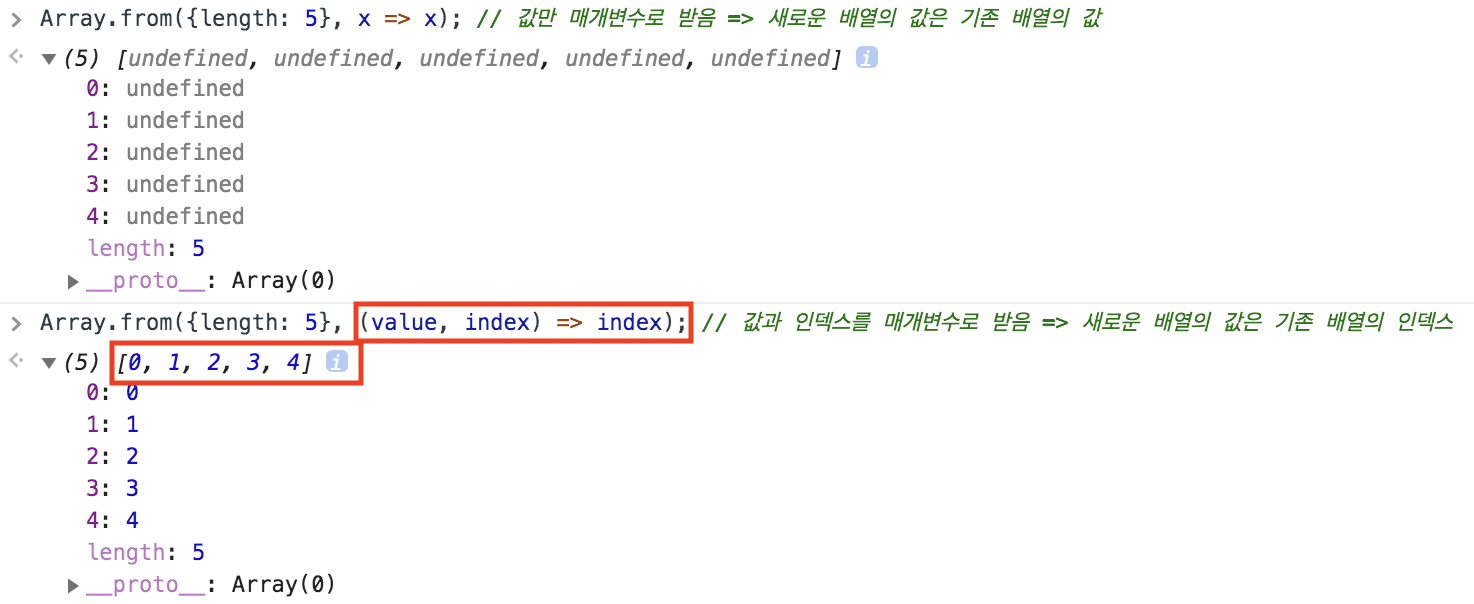 > Array.from({length: 5}, x => x); // 값만 매개변수로 받음 => 새로운 배열의 값은 기존 배열의 값
(5) [undefined, undefined, undefined, undefined, undefined] i
0: undefined
1: undefined
2: undefined
3: undefined
4: undefined
length: 5
__proto__: Array(0)
> Array.from({length: 5}, (value, index) => index); // 값과 인덱스를 매개변수로 받음 => 새로운 배열의 값은 기존 배열의 인덱스
(5) [0, 1, 2, 3, 4] i
0: 0
1: 1
2: 2
3: 3
4: 4
length: 5
__proto__: Array(0)